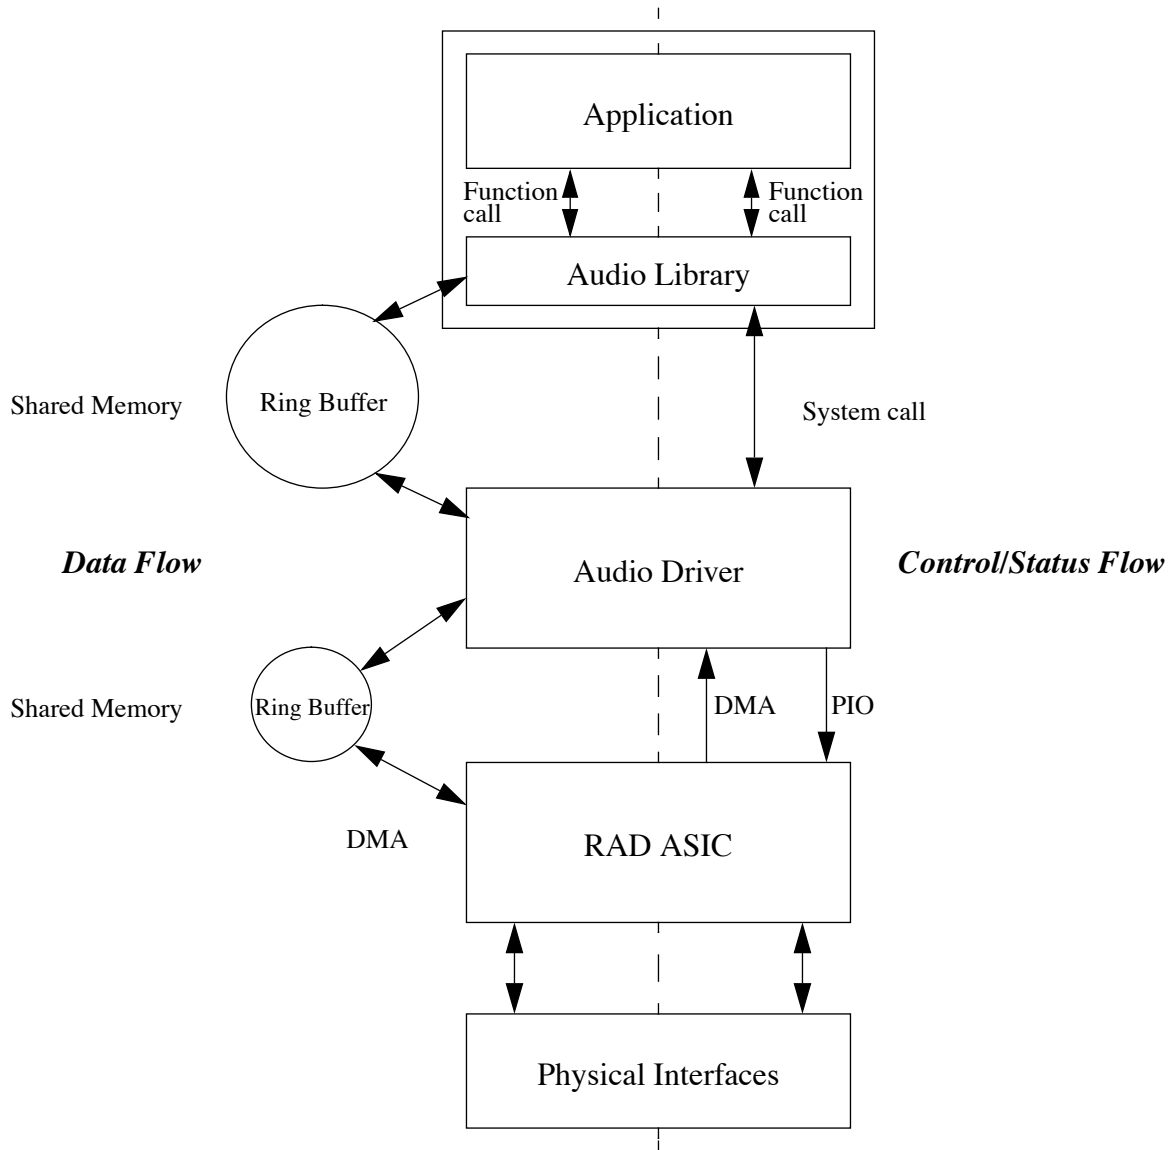 Application
Function
call
Function
call
Audio Library
Ring Buffer
Shared Memory
System call
Data Flow
Audio Driver
Control/Status Flow
Shared Memory
Ring Buffer
DMA
PIO
DMA
RAD ASIC
Physical Interfaces